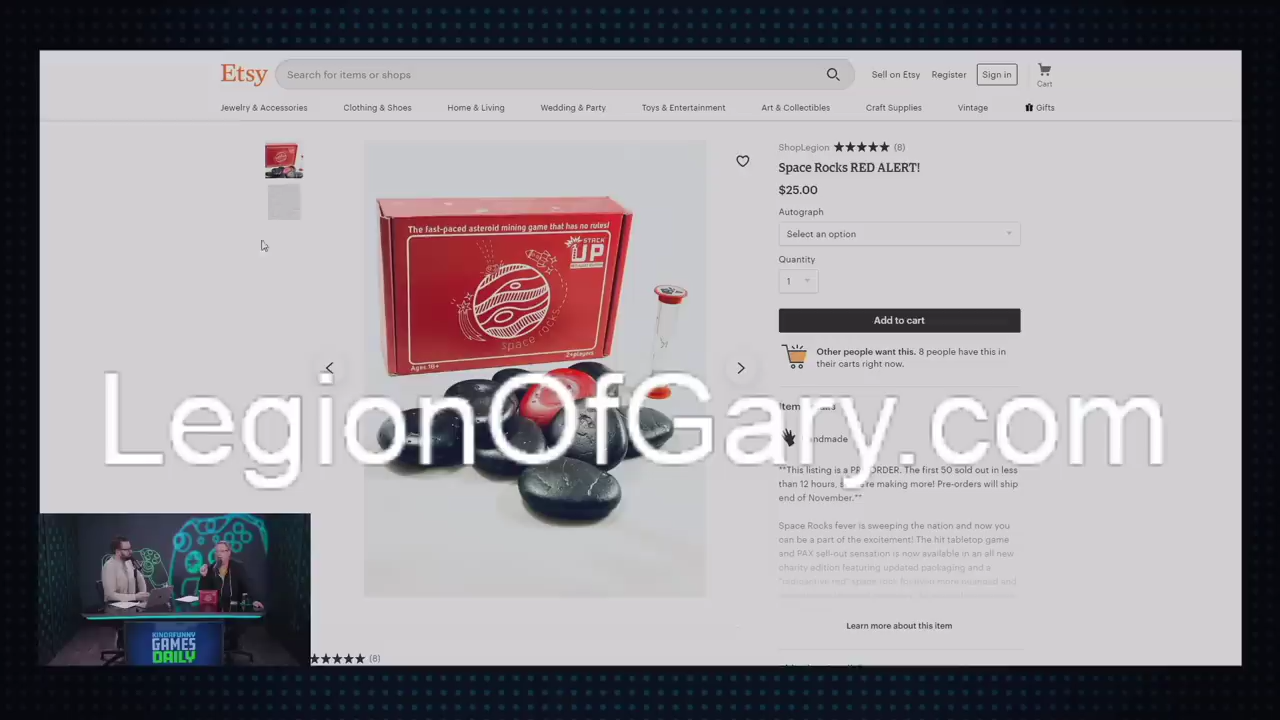 Etsy
Search for items or shops
Sell on Etsy
Register
Sign in
Cart
Jewelry & Accessories
Clothing & Shoes
Home & Living
Wedding & Party
Toys & Entertainment
Art & Collectibles
Craft Supplies
Vintage
Gifts
ShopLegion ★★★★★ (8)
Space Rocks RED ALERT!
$25.00
Autograph
Select an option
Quantity
1
Add to cart
Other people want this. 8 people have this in
their carts right now.
The fast-paced asteroid mining game that has no rules!
STACK
UP
space rocks
Ages 18+
2+players
LegionOfGary.com
**This listing is a PRE-ORDER. The first 50 sold out in less
than 12 hours, so we're making more! Pre-orders will ship
end of November.**
Space Rocks fever is sweeping the nation and now you
can be a part of the excitement! The hit tabletop game
and PAX sell-out sensation is now available in an all new
charity edition featuring updated packaging and a
Learn more about this item
★★★★★ (8)
KINDA FUNNY
GAMES
DAILY